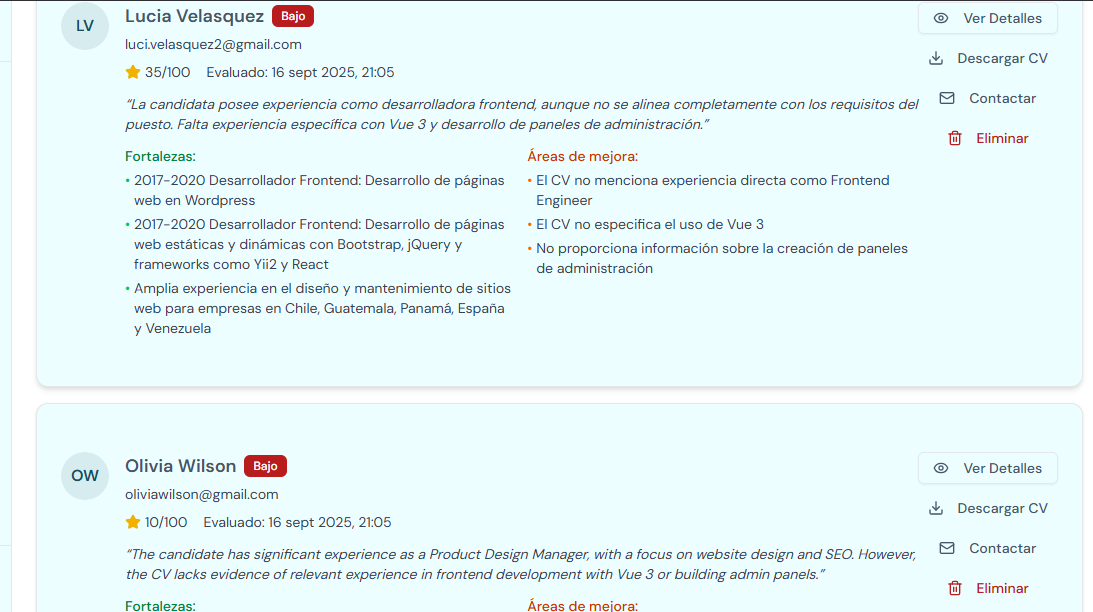 LV
Lucia Velasquez Bajo
luci.velasquez2@gmail.com
35/100 Evaluado: 16 sept 2025, 21:05
“La candidata posee experiencia como desarrolladora frontend, aunque no se alinea completamente con los requisitos del
puesto. Falta experiencia específica con Vue 3 y desarrollo de paneles de administración.”
Fortalezas:
• 2017-2020 Desarrollador Frontend: Desarrollo de páginas
web en Wordpress
• 2017-2020 Desarrollador Frontend: Desarrollo de páginas
web estáticas y dinámicas con Bootstrap, jQuery y
frameworks como Yii2 y React
• Amplia experiencia en el diseño y mantenimiento de sitios
web para empresas en Chile, Guatemala, Panamá, España
y Venezuela
Áreas de mejora:
• El CV no menciona experiencia directa como Frontend
Engineer
• El CV no especifica el uso de Vue 3
• No proporciona información sobre la creación de paneles
de administración
Ver Detalles
Descargar CV
Contactar
Eliminar
OW
Olivia Wilson Bajo
oliviawilson@gmail.com
10/100 Evaluado: 16 sept 2025, 21:05
“The candidate has significant experience as a Product Design Manager, with a focus on website design and SEO. However,
the CV lacks evidence of relevant experience in frontend development with Vue 3 or building admin panels.”
Fortalezas:
Áreas de mejora:
Ver Detalles
Descargar CV
Contactar
Eliminar